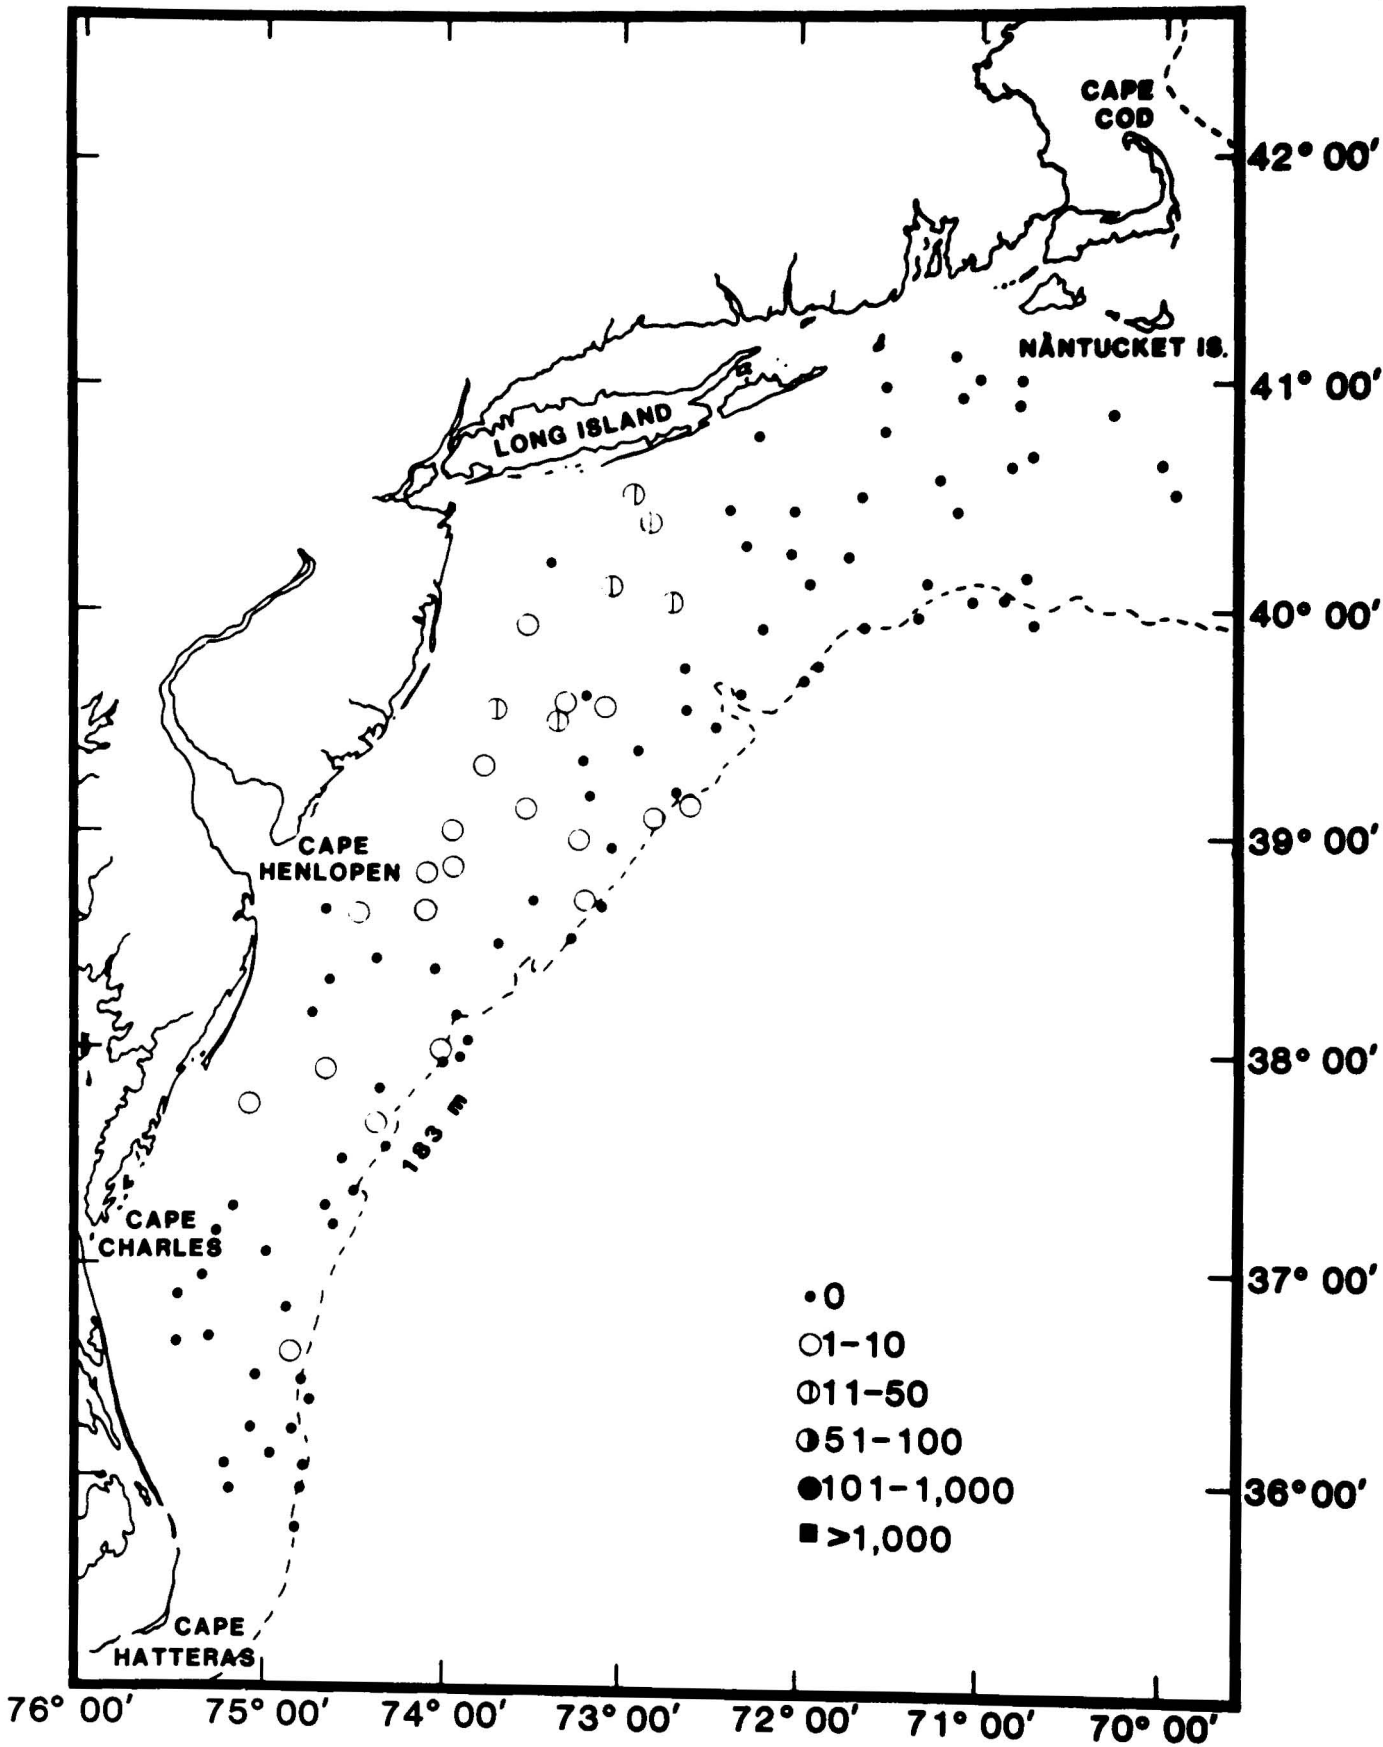 CAPE
COD
42° 00'
NANTUCKET IS.
41° 00'
LONG ISLAND
40° 00'
39° 00'
CAPE
HENLOPEN
38° 00'
183 m
CAPE
CHARLES
37° 00'
0
1-10
11-50
51-100
101-1,000
>1,000
36° 00'
CAPE
HATTERAS
76° 00' 75° 00' 74° 00' 73° 00' 72° 00' 71° 00' 70° 00'